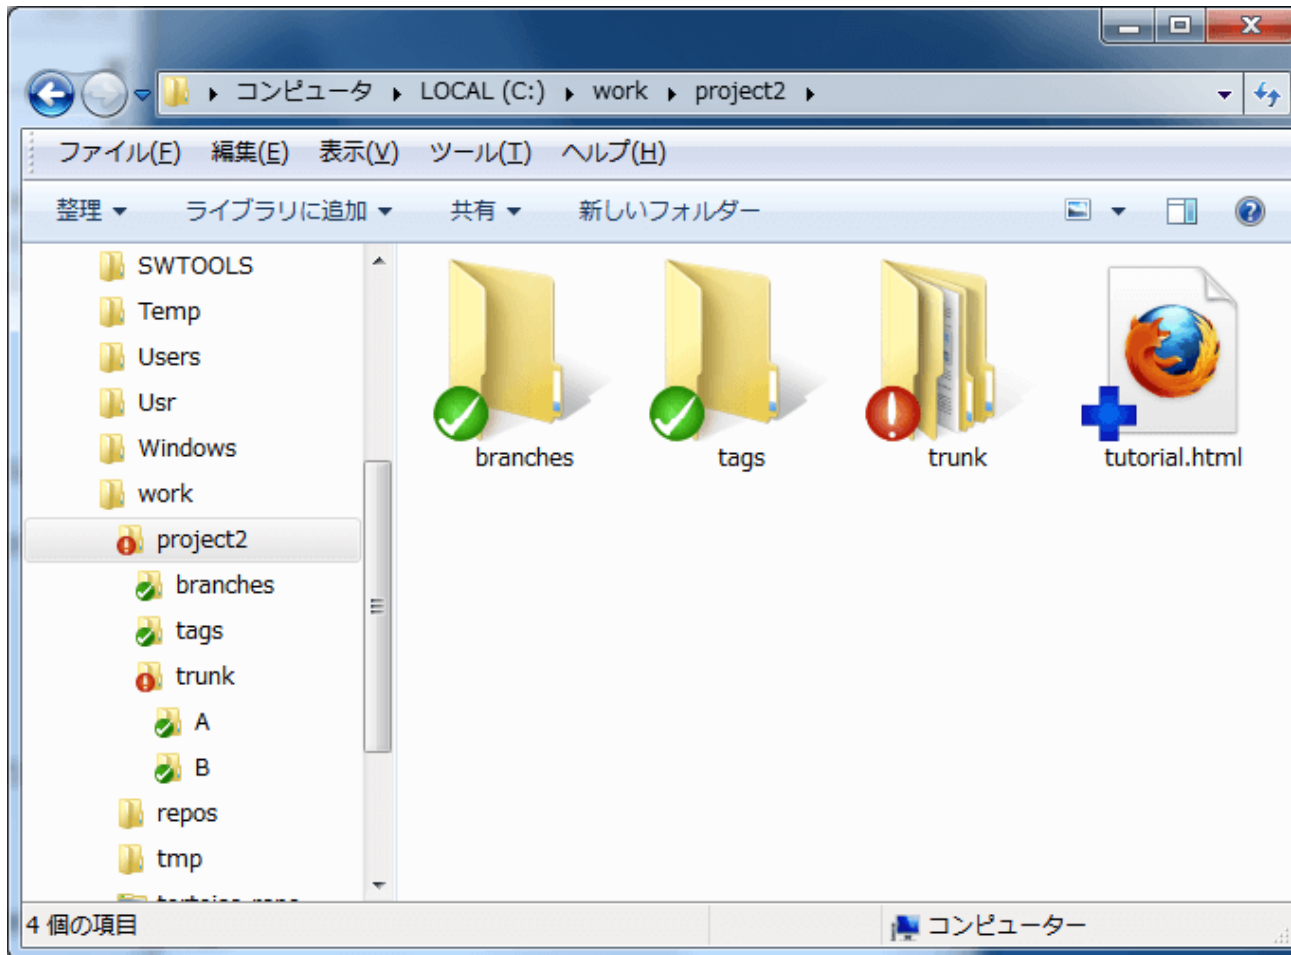 コンピュータ ▸ LOCAL (C:) ▸ work ▸ project2 ▸
ファイル(F) 編集(E) 表示(V) ツール(T) ヘルプ(H)
整理 ライブラリに追加 共有 新しいフォルダー
SWTOOLS
Temp
Users
Usr
Windows
work
project2
branches
tags
trunk
A
B
repos
tmp
branches tags trunk tutorial.html
4 個の項目 コンピューター